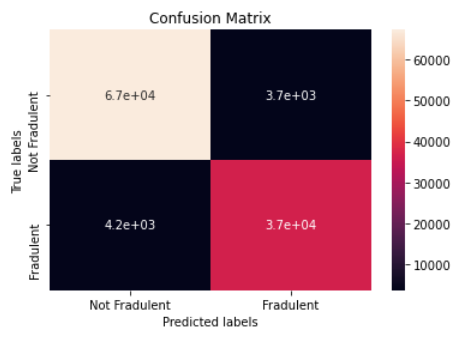 Confusion Matrix
True labels
Not Fradulent
Fradulent
6.7e+04
3.7e+03
4.2e+03
3.7e+04
Not Fradulent
Fradulent
Predicted labels
60000
50000
40000
30000
20000
10000